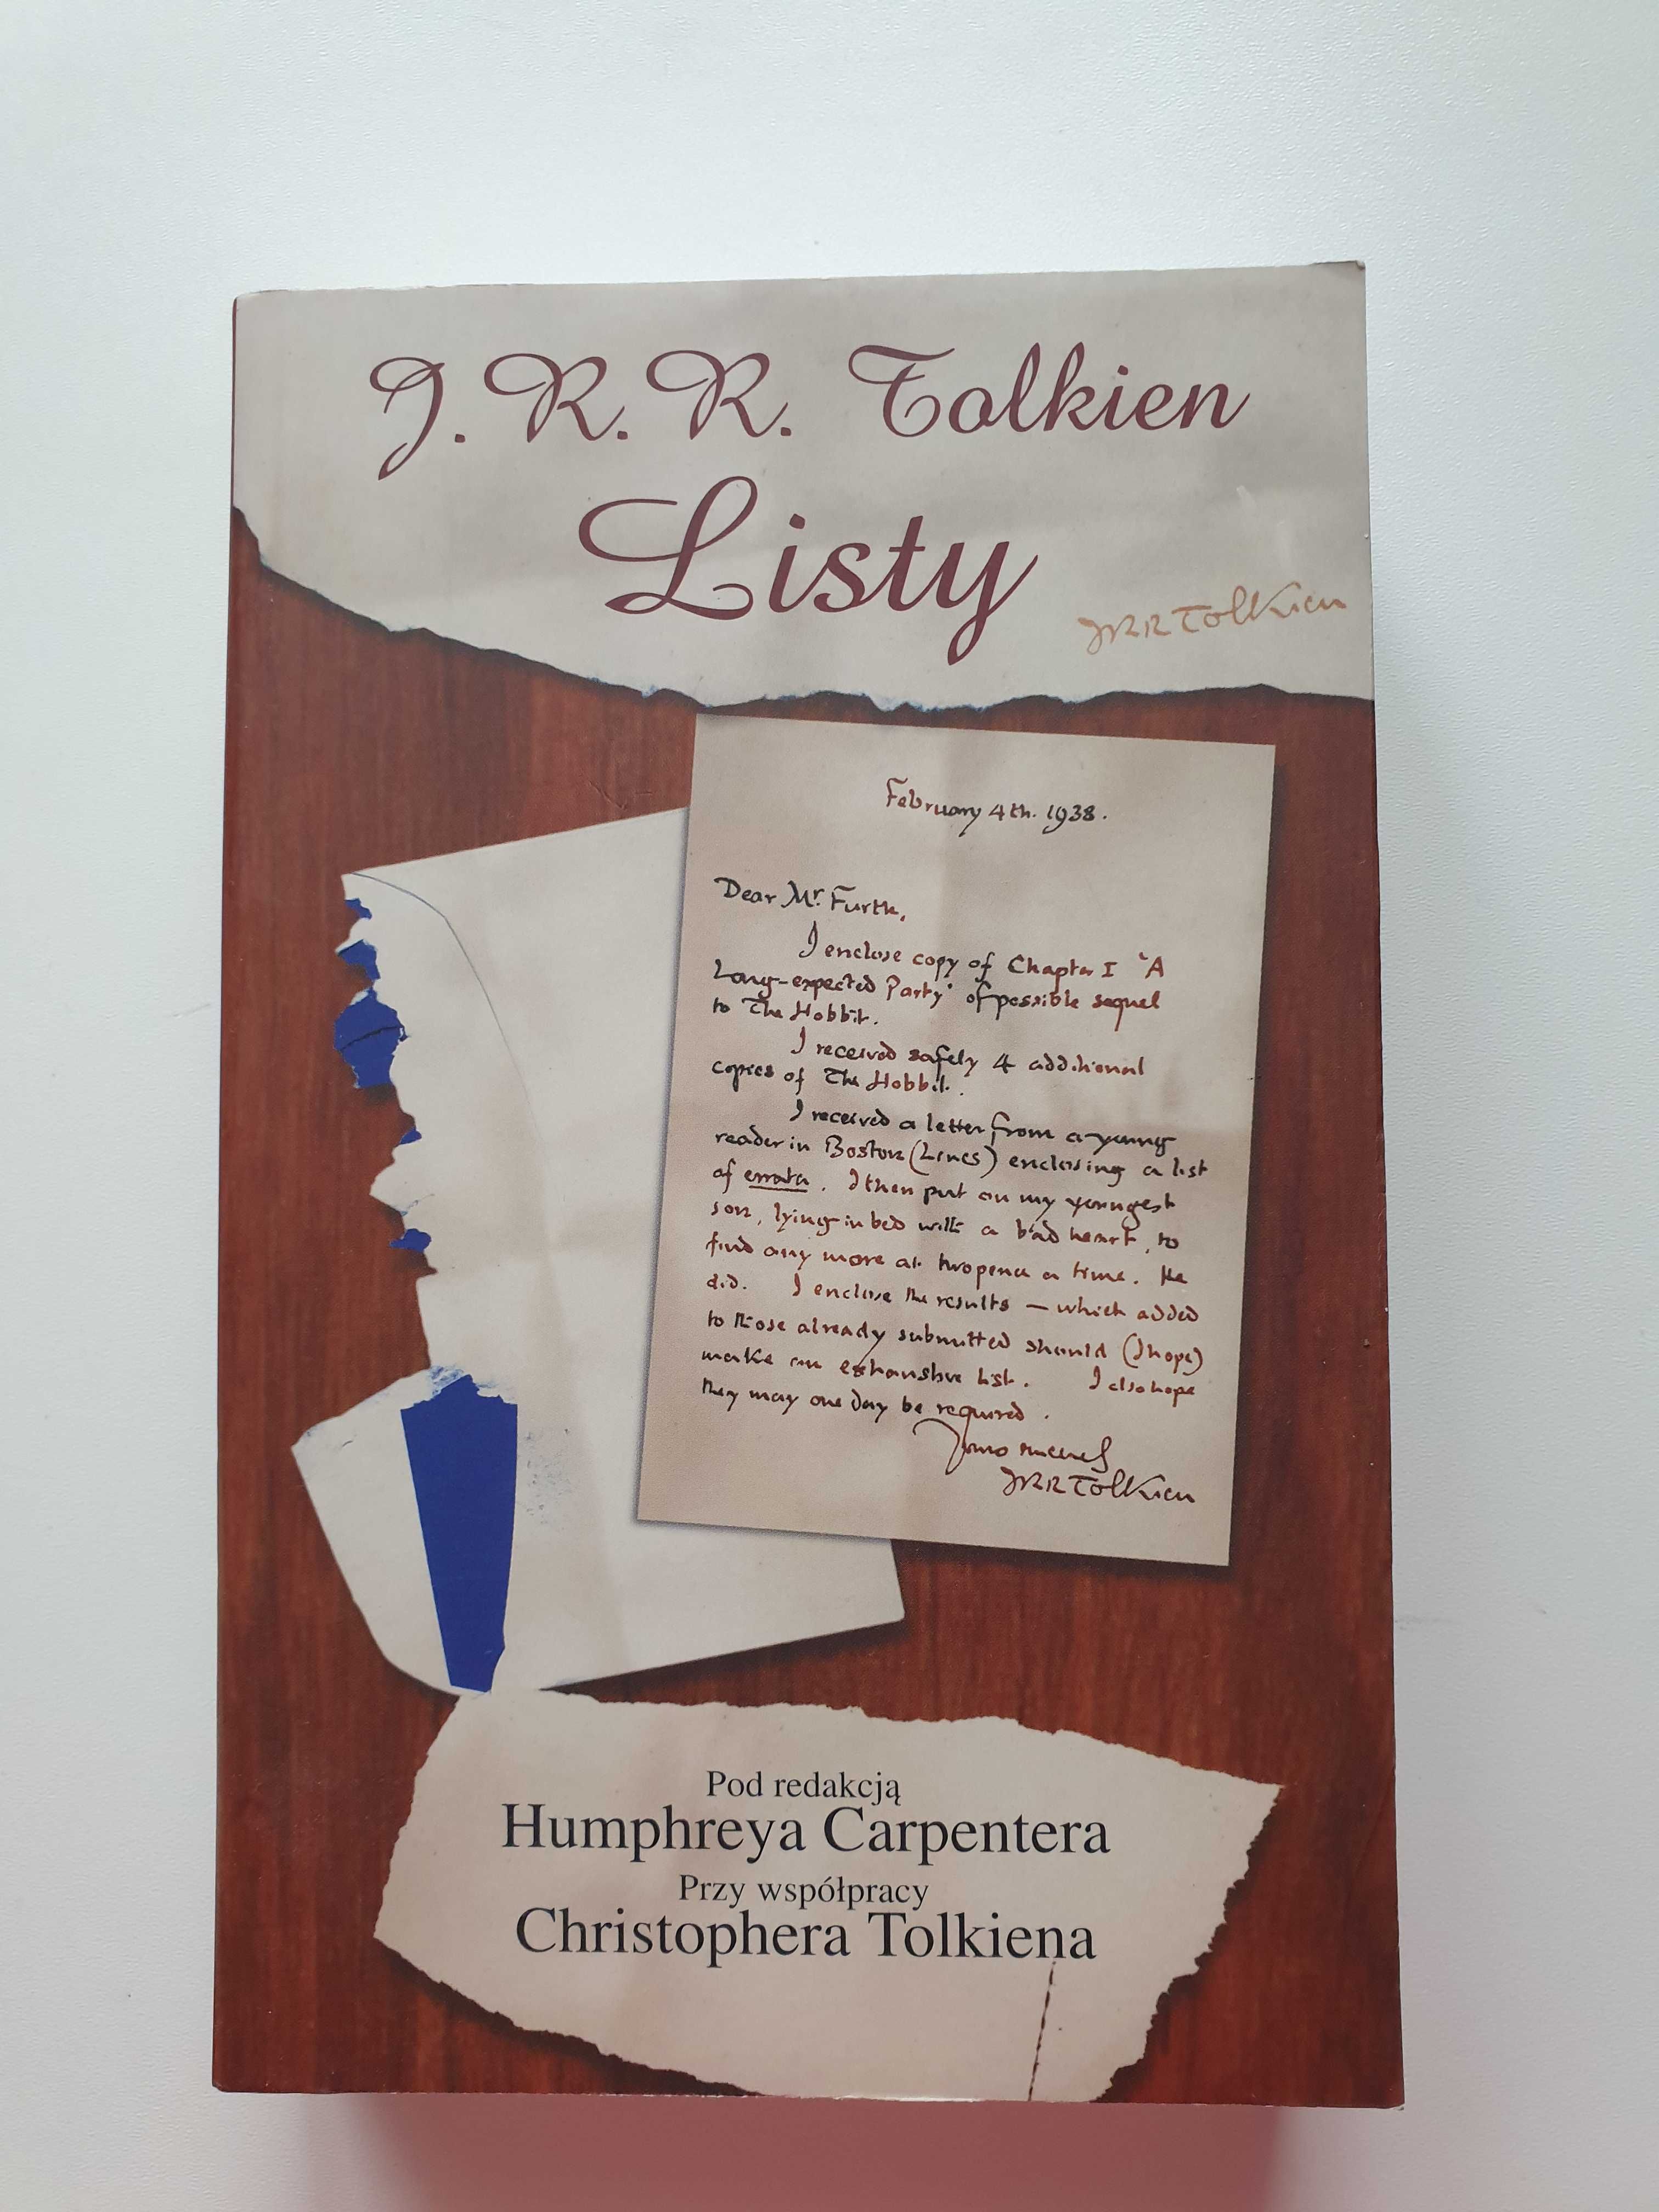 J. R. R. Tolkien
Listy
JRRTolkien
February 4th. 1938.
Dear Mr. Furth,
I enclose copy of Chapter I 'A
Long-expected Party' of possible sequel
to The Hobbit.
I received safely 4 additional
copies of The Hobbit.
I received a letter from a young
reader in Boston (Lincs) enclosing a list
of errata. I then put on my youngest
son, lying in bed with a bad heart, to
find any more at twopence a time. He
did. I enclose the results — which added
to those already submitted should (I hope)
make an exhaustive list. I also hope
they may one day be required.
Yours sincerely
JRRTolkien
Pod redakcją
Humphreya Carpentera
Przy współpracy
Christophera Tolkiena